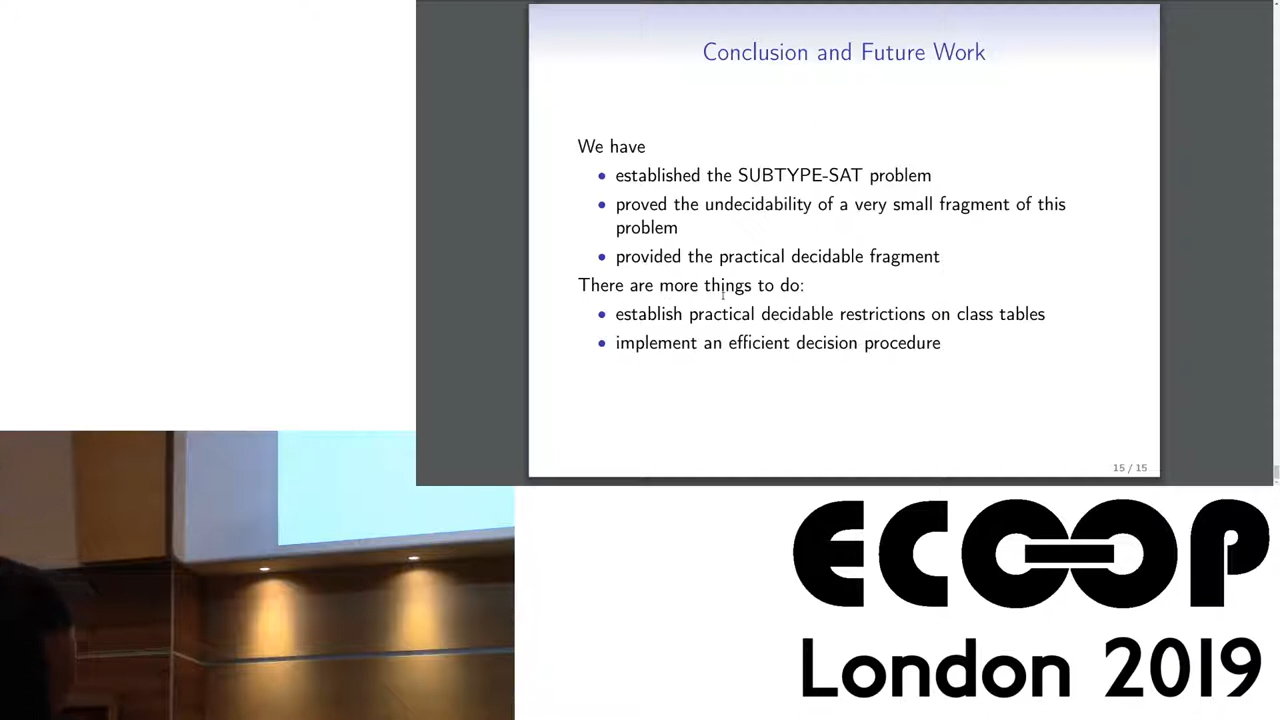 Conclusion and Future Work
We have
• established the SUBTYPE-SAT problem
• proved the undecidability of a very small fragment of this
problem
• provided the practical decidable fragment
There are more things to do:
• establish practical decidable restrictions on class tables
• implement an efficient decision procedure
15 / 15
ECOOP
London 2019